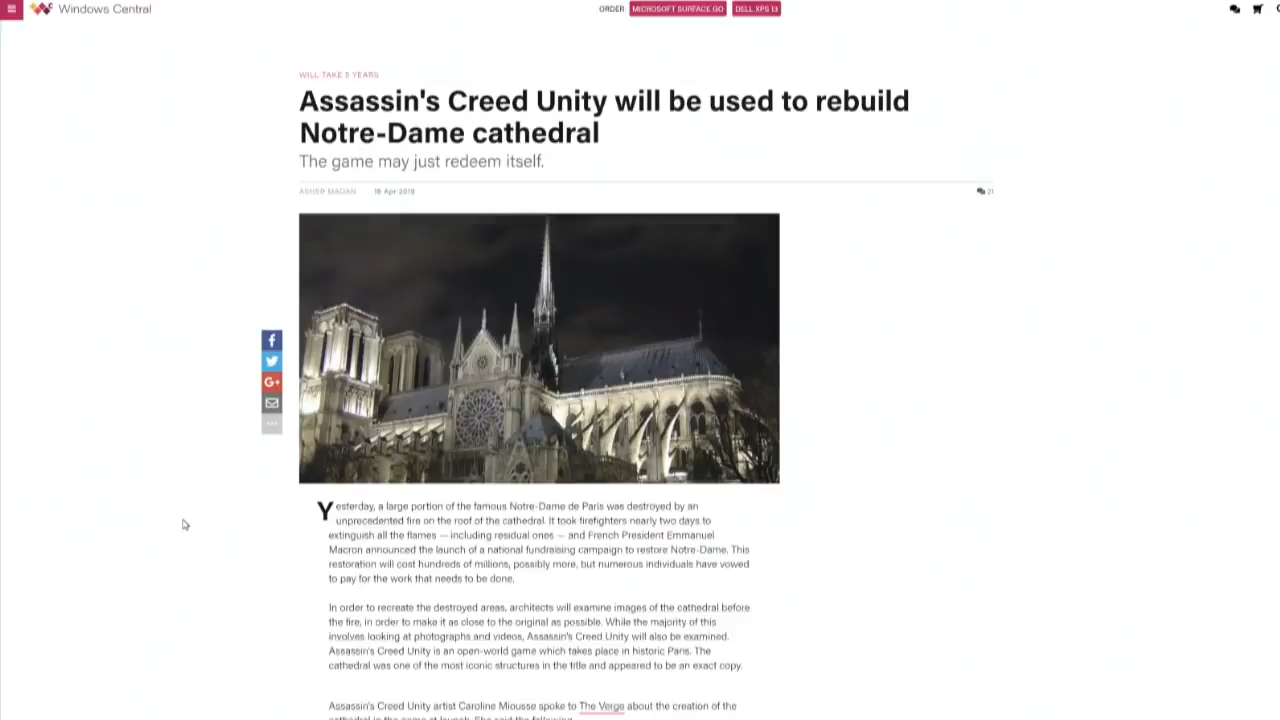 Windows Central
ORDER: MICROSOFT SURFACE GO DELL XPS 13
WILL TAKE 5 YEARS
Assassin's Creed Unity will be used to rebuild
Notre-Dame cathedral
The game may just redeem itself.
ASHER MADAN 16 Apr 2019 21
Yesterday, a large portion of the famous Notre-Dame de Paris was destroyed by an
unprecedented fire on the roof of the cathedral. It took firefighters nearly two days to
extinguish all the flames — including residual ones — and French President Emmanuel
Macron announced the launch of a national fundraising campaign to restore Notre-Dame. This
restoration will cost hundreds of millions, possibly more, but numerous individuals have vowed
to pay for the work that needs to be done.
In order to recreate the destroyed areas, architects will examine images of the cathedral before
the fire, in order to make it as close to the original as possible. While the majority of this
involves looking at photographs and videos, Assassin's Creed Unity will also be examined.
Assassin's Creed Unity is an open-world game which takes place in historic Paris. The
cathedral was one of the most iconic structures in the title and appeared to be an exact copy.
Assassin's Creed Unity artist Caroline Miousse spoke to The Verge about the creation of the
cathedral in the game at launch. She said the following.